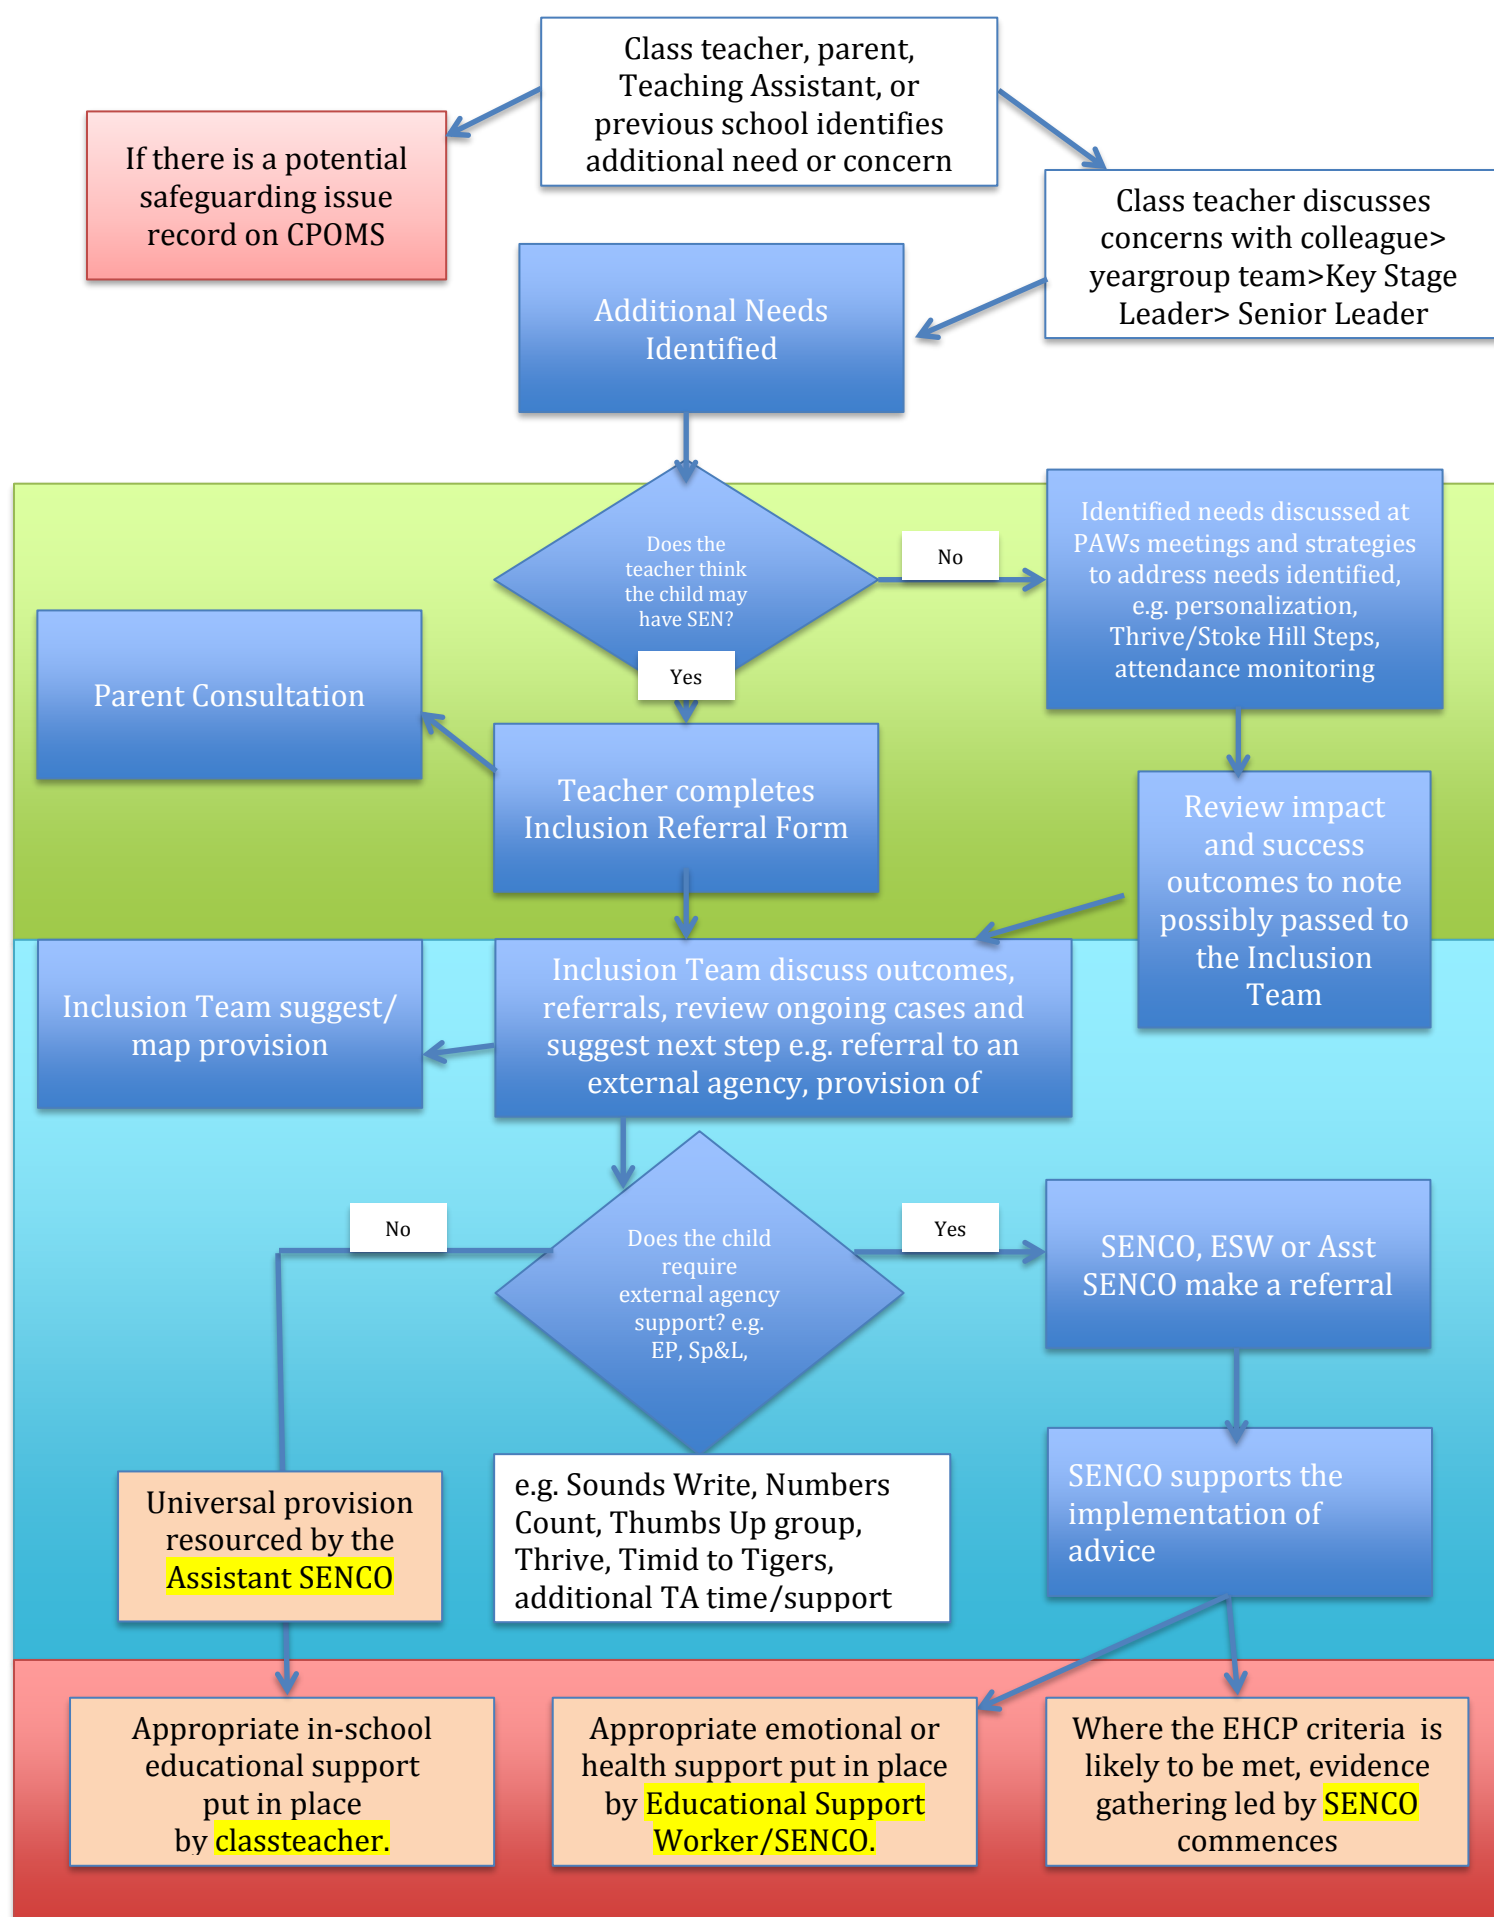 Class teacher, parent,
Teaching Assistant, or
previous school identifies
additional need or concern
If there is a potential
safeguarding issue
record on CPOMS
Class teacher discusses
concerns with colleague>
yeargroup team>Key Stage
Leader> Senior Leader
Additional Needs
Identified
Does the
teacher think
the child may
have SEN?
No
Identified needs discussed at
PAWs meetings and strategies
to address needs identified,
e.g. personalization,
Thrive/Stoke Hill Steps,
attendance monitoring
Yes
Parent Consultation
Teacher completes
Inclusion Referral Form
Review impact
and success
outcomes to note
possibly passed to
the Inclusion
Team
Inclusion Team suggest/
map provision
Inclusion Team discuss outcomes,
referrals, review ongoing cases and
suggest next step e.g. referral to an
external agency, provision of
No
Does the child
require
external agency
support? e.g.
EP, Sp&L,
Yes
SENCO, ESW or Asst
SENCO make a referral
Universal provision
resourced by the
Assistant SENCO
e.g. Sounds Write, Numbers
Count, Thumbs Up group,
Thrive, Timid to Tigers,
additional TA time/support
SENCO supports the
implementation of
advice
Appropriate in-school
educational support
put in place
by classteacher.
Appropriate emotional or
health support put in place
by Educational Support
Worker/SENCO.
Where the EHCP criteria  is
likely to be met, evidence
gathering led by SENCO
commences